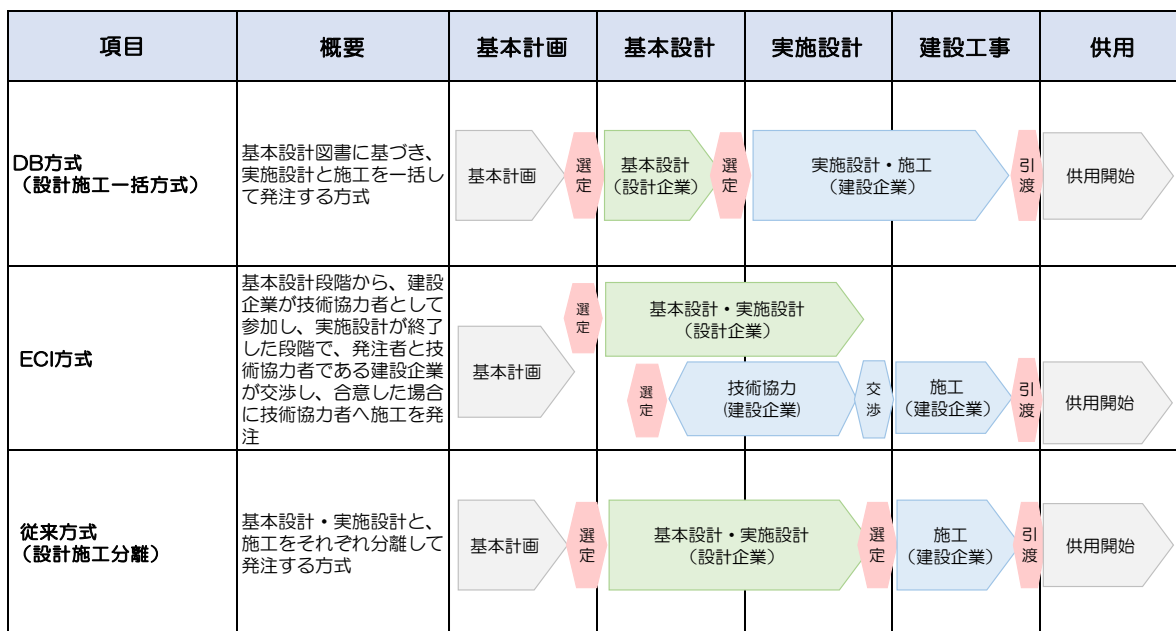 項目
概要
基本計画
基本設計
実施設計
建設工事
供用
DB方式
（設計施工一括方式）
基本設計図書に基づき、
実施設計と施工を一括し
て発注する方式
基本計画
選
定
基本設計
（設計企業）
選
定
実施設計・施工
（建設企業）
引
渡
供用開始
ECI方式
基本設計段階から、建設
企業が技術協力者として
参加し、実施設計が終了
した段階で、発注者と技
術協力者である建設企業
が交渉し、合意した場合
に技術協力者へ施工を発
注
基本計画
選
定
基本設計・実施設計
（設計企業）
選
定
技術協力
(建設企業)
交
渉
施工
（建設企業）
引
渡
供用開始
従来方式
（設計施工分離）
基本設計・実施設計と、
施工をそれぞれ分離して
発注する方式
基本計画
選
定
基本設計・実施設計
（設計企業）
選
定
施工
（建設企業）
引
渡
供用開始